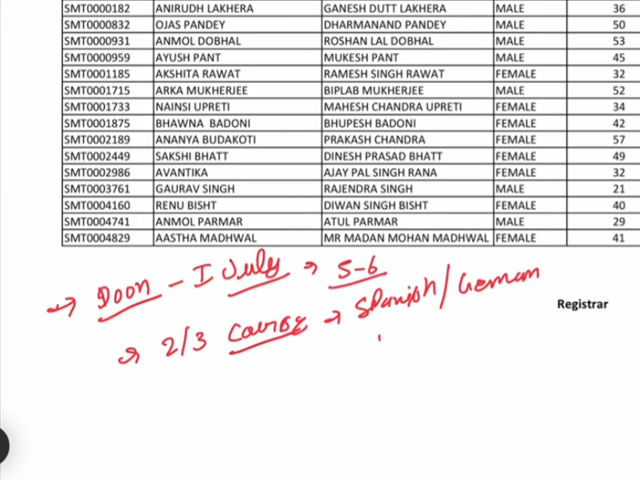 SMT0000182 ANIRUDH LAKHERA GANESH DUTT LAKHERA MALE 36
SMT0000832 OJAS PANDEY DHARMANAND PANDEY MALE 50
SMT0000931 ANMOL DOBHAL ROSHAN LAL DOBHAL MALE 53
SMT0000959 AYUSH PANT MUKESH PANT MALE 45
SMT0001185 AKSHITA RAWAT RAMESH SINGH RAWAT FEMALE 32
SMT0001715 ARKA MUKHERJEE BIPLAB MUKHERJEE MALE 52
SMT0001733 NAINSI UPRETI MAHESH CHANDRA UPRETI FEMALE 34
SMT0001875 BHAWNA BADONI BHUPESH BADONI FEMALE 42
SMT0002189 ANANYA BUDAKOTI PRAKASH CHANDRA FEMALE 57
SMT0002449 SAKSHI BHATT DINESH PRASAD BHATT FEMALE 49
SMT0002986 AVANTIKA AJAY PAL SINGH RANA FEMALE 32
SMT0003761 GAURAV SINGH RAJENDRA SINGH MALE 21
SMT0004160 RENU BISHT DIWAN SINGH BISHT FEMALE 40
SMT0004741 ANMOL PARMAR ATUL PARMAR MALE 29
SMT0004829 AASTHA MADHWAL MR MADAN MOHAN MADHWAL FEMALE 41
→ Doon - I July → 5-6
→ 2/3 Course → Spanish/German
Registrar